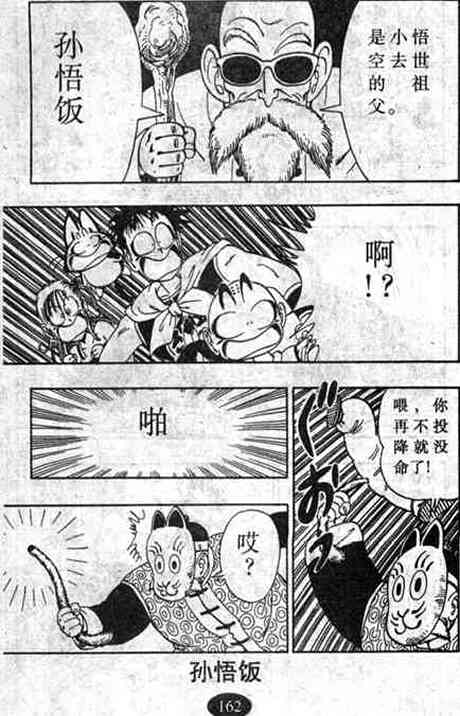 孙悟饭
是小悟
空去世
的祖
父。
啊
!?
喂，你
再不投
降就没
命了!
啪
哎
?
孙悟饭
162